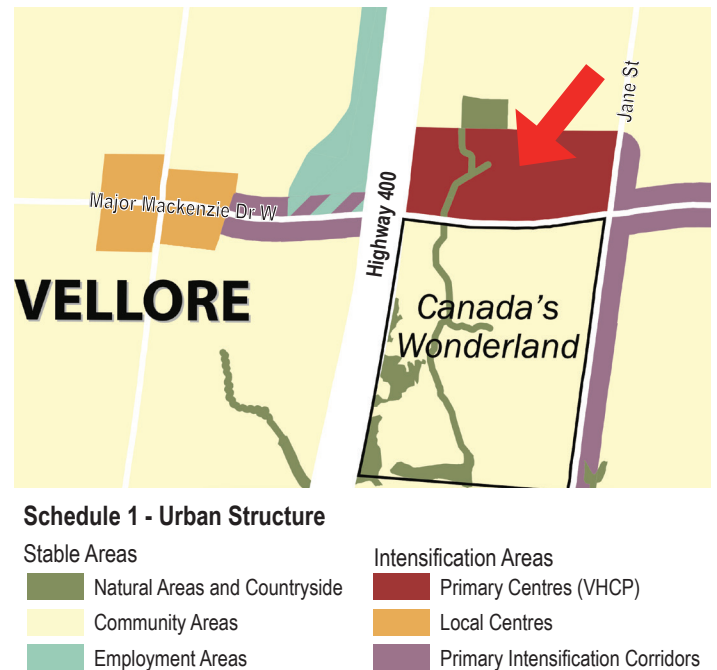 Jane St
Major Mackenzie Dr W
Highway 400
VELLORE
Canada's
Wonderland
Schedule 1 - Urban Structure
Stable Areas
Natural Areas and Countryside
Community Areas
Employment Areas
Intensification Areas
Primary Centres (VHCP)
Local Centres
Primary Intensification Corridors